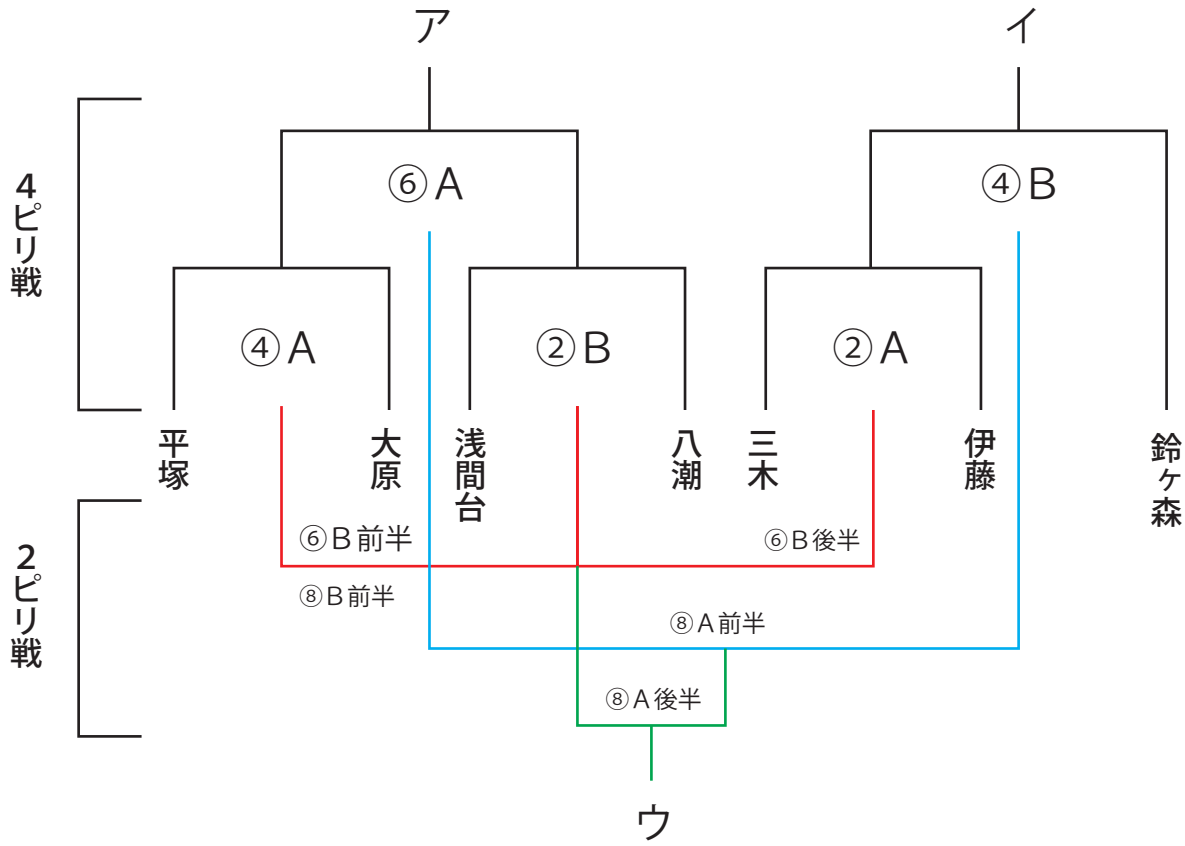 ア
イ
4ピリ戦
⑥A
④B
④A
②B
②A
平塚
大原
浅間台
八潮
三木
伊藤
鈴ヶ森
2ピリ戦
⑥B前半
⑥B後半
⑧B前半
⑧A前半
⑧A後半
ウ